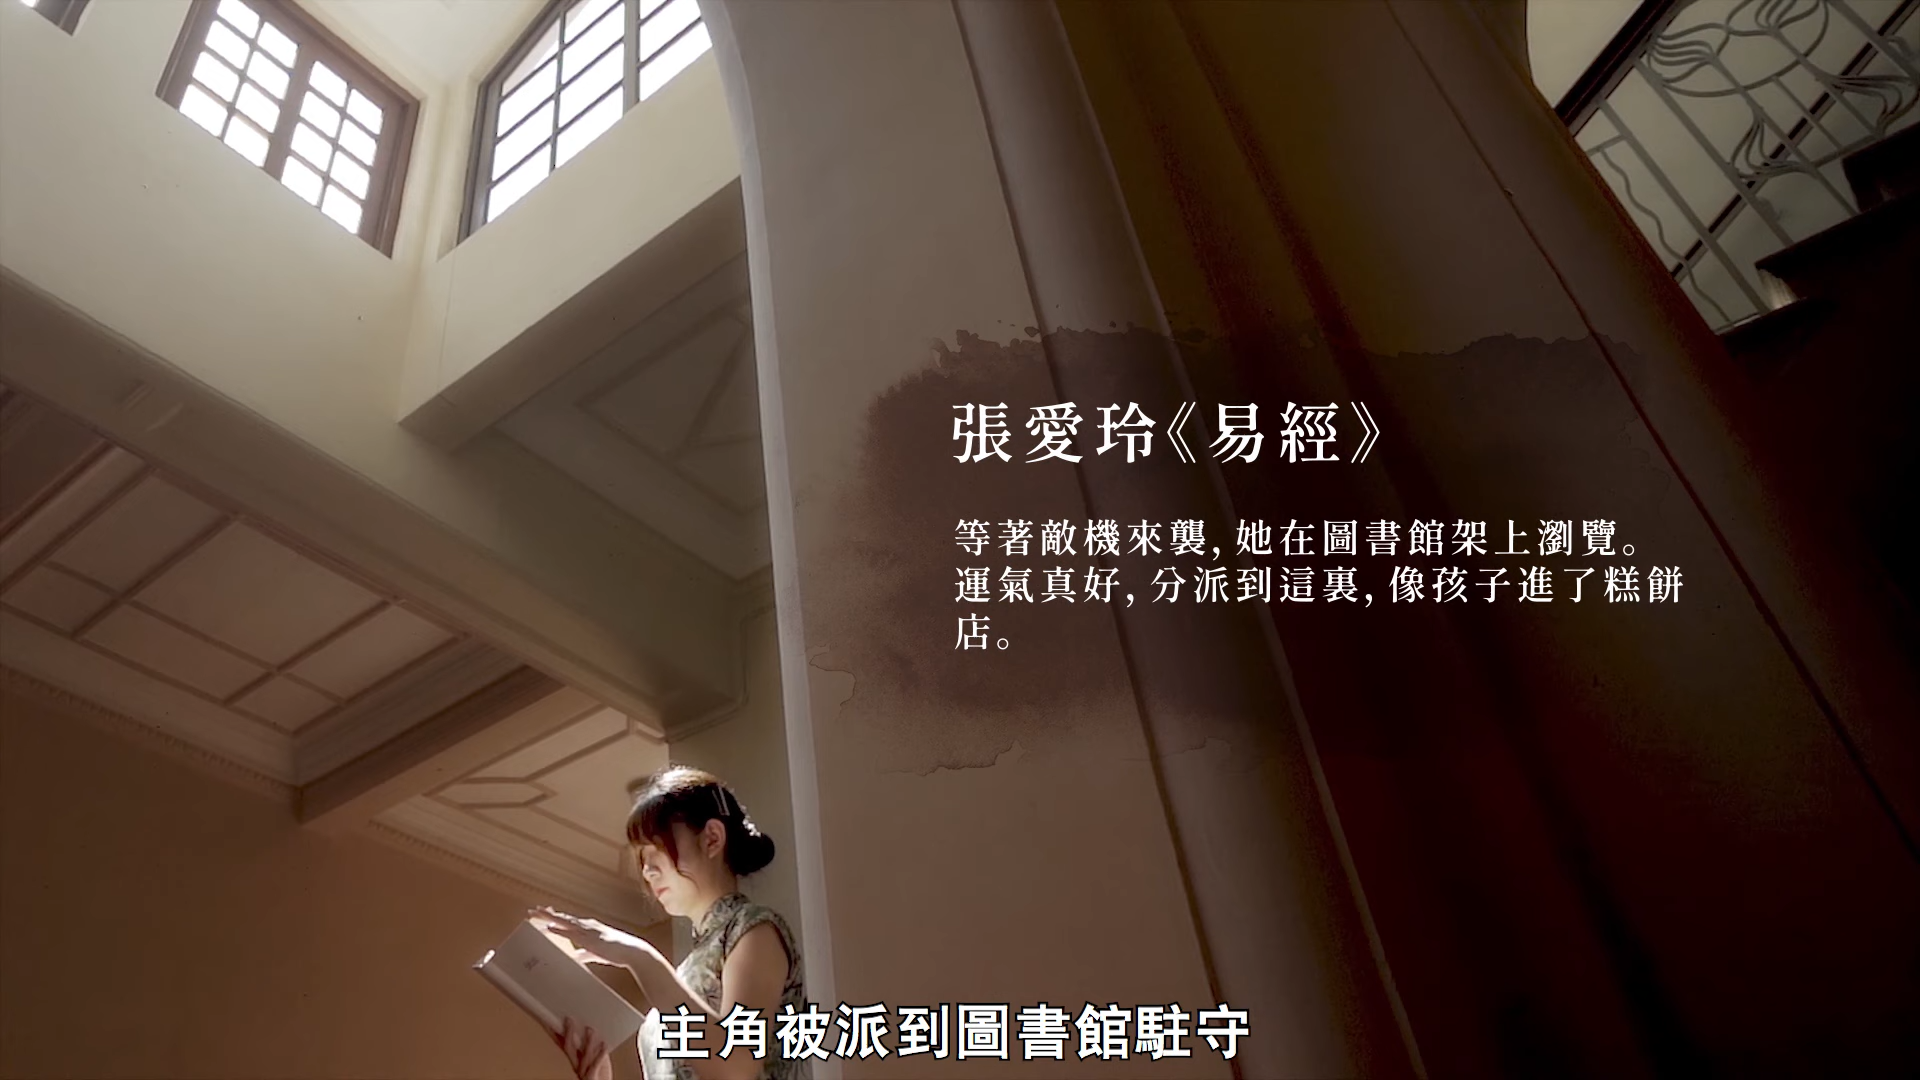 張愛玲《易經》
等著敵機來襲,她在圖書館架上瀏覽。
運氣真好,分派到這裏,像孩子進了糕餅
店。
主角被派到圖書館駐守